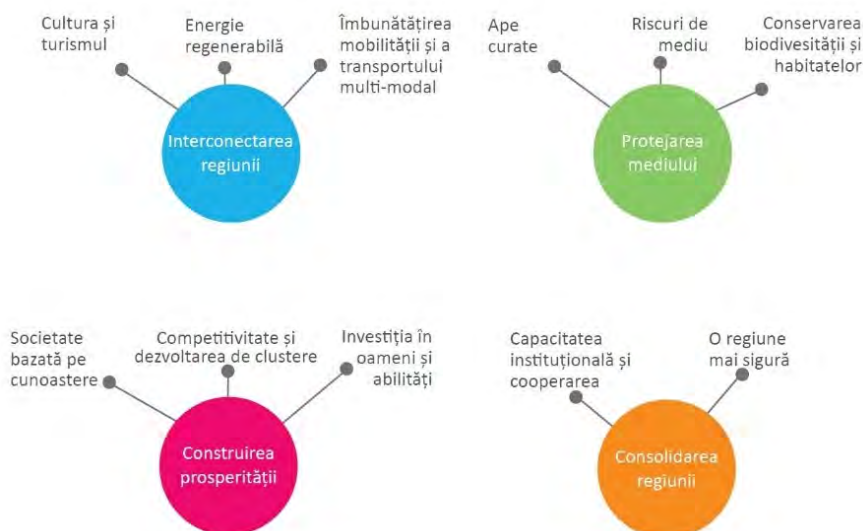 Cultura și
turismul
Energie
regenerabilă
Îmbunătățirea
mobilității și a
transportului
multi-modal
Interconectarea
regiunii
Ape
curate
Riscuri de
mediu
Conservarea
biodivesității și
habitatelor
Protejarea
mediului
Societate
bazată pe
cunoastere
Competitivitate și
dezvoltarea de clustere
Investiția în
oameni și
abilități
Construirea
prosperității
Capacitatea
instituțională și
cooperarea
O regiune
mai sigură
Consolidarea
regiunii